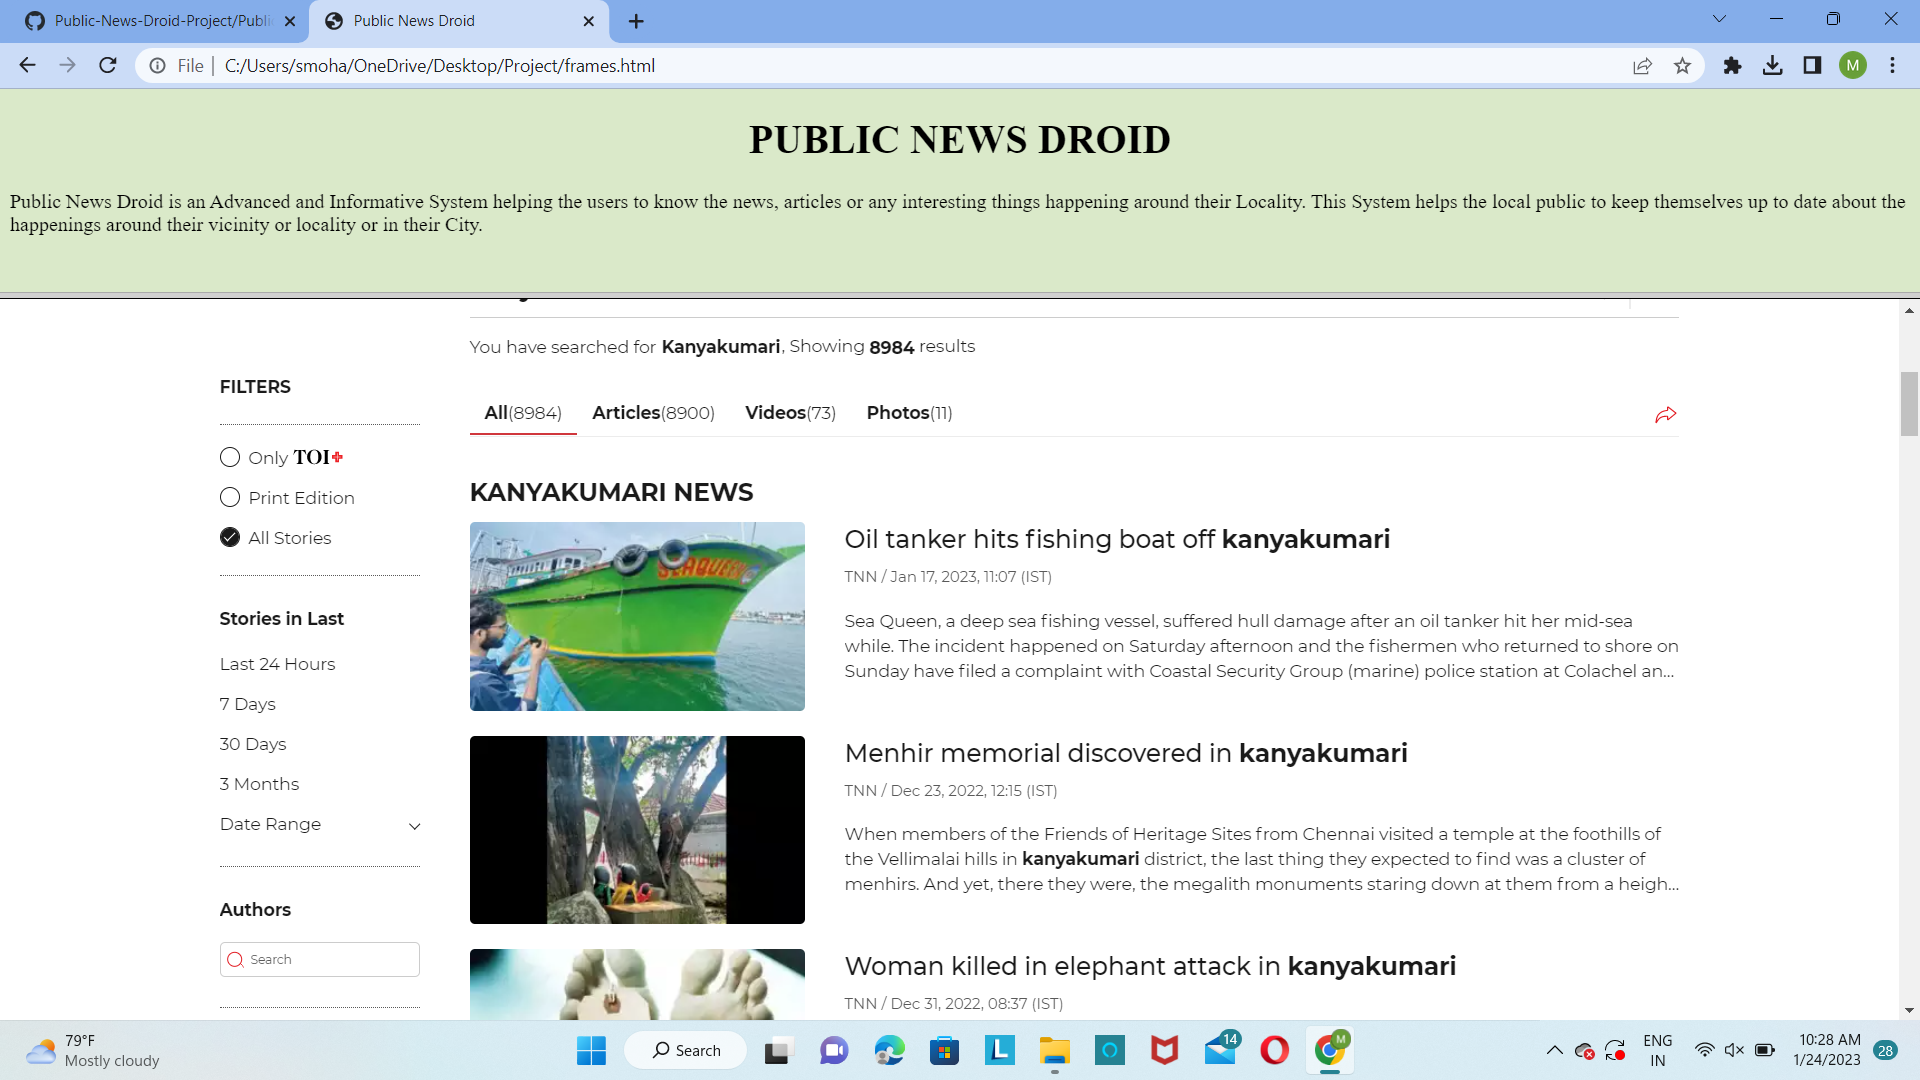 Public-News-Droid-Project/Publi
Public News Droid
File
C:/Users/smoha/OneDrive/Desktop/Project/frames.html
M
PUBLIC NEWS DROID
Public News Droid is an Advanced and Informative System helping the users to know the news, articles or any interesting things happening around their Locality. This System helps the local public to keep themselves up to date about the
happenings around their vicinity or locality or in their City.
You have searched for Kanyakumari, Showing 8984 results
FILTERS
All(8984) Articles(8900) Videos(73) Photos(11)
Only TOI+
Print Edition
All Stories
Stories in Last
Last 24 Hours
7 Days
30 Days
3 Months
Date Range
Authors
Search
KANYAKUMARI NEWS
SEAQUEEN
Oil tanker hits fishing boat off kanyakumari
TNN / Jan 17, 2023, 11:07 (IST)
Sea Queen, a deep sea fishing vessel, suffered hull damage after an oil tanker hit her mid-sea
while. The incident happened on Saturday afternoon and the fishermen who returned to shore on
Sunday have filed a complaint with Coastal Security Group (marine) police station at Colachel an...
Menhir memorial discovered in kanyakumari
TNN / Dec 23, 2022, 12:15 (IST)
When members of the Friends of Heritage Sites from Chennai visited a temple at the foothills of
the Vellimalai hills in kanyakumari district, the last thing they expected to find was a cluster of
menhirs. And yet, there they were, the megalith monuments staring down at them from a heigh...
Woman killed in elephant attack in kanyakumari
TNN / Dec 31, 2022, 08:37 (IST)
79°F
Mostly cloudy
Search
L
14
M
ENG
IN
10:28 AM
1/24/2023
28